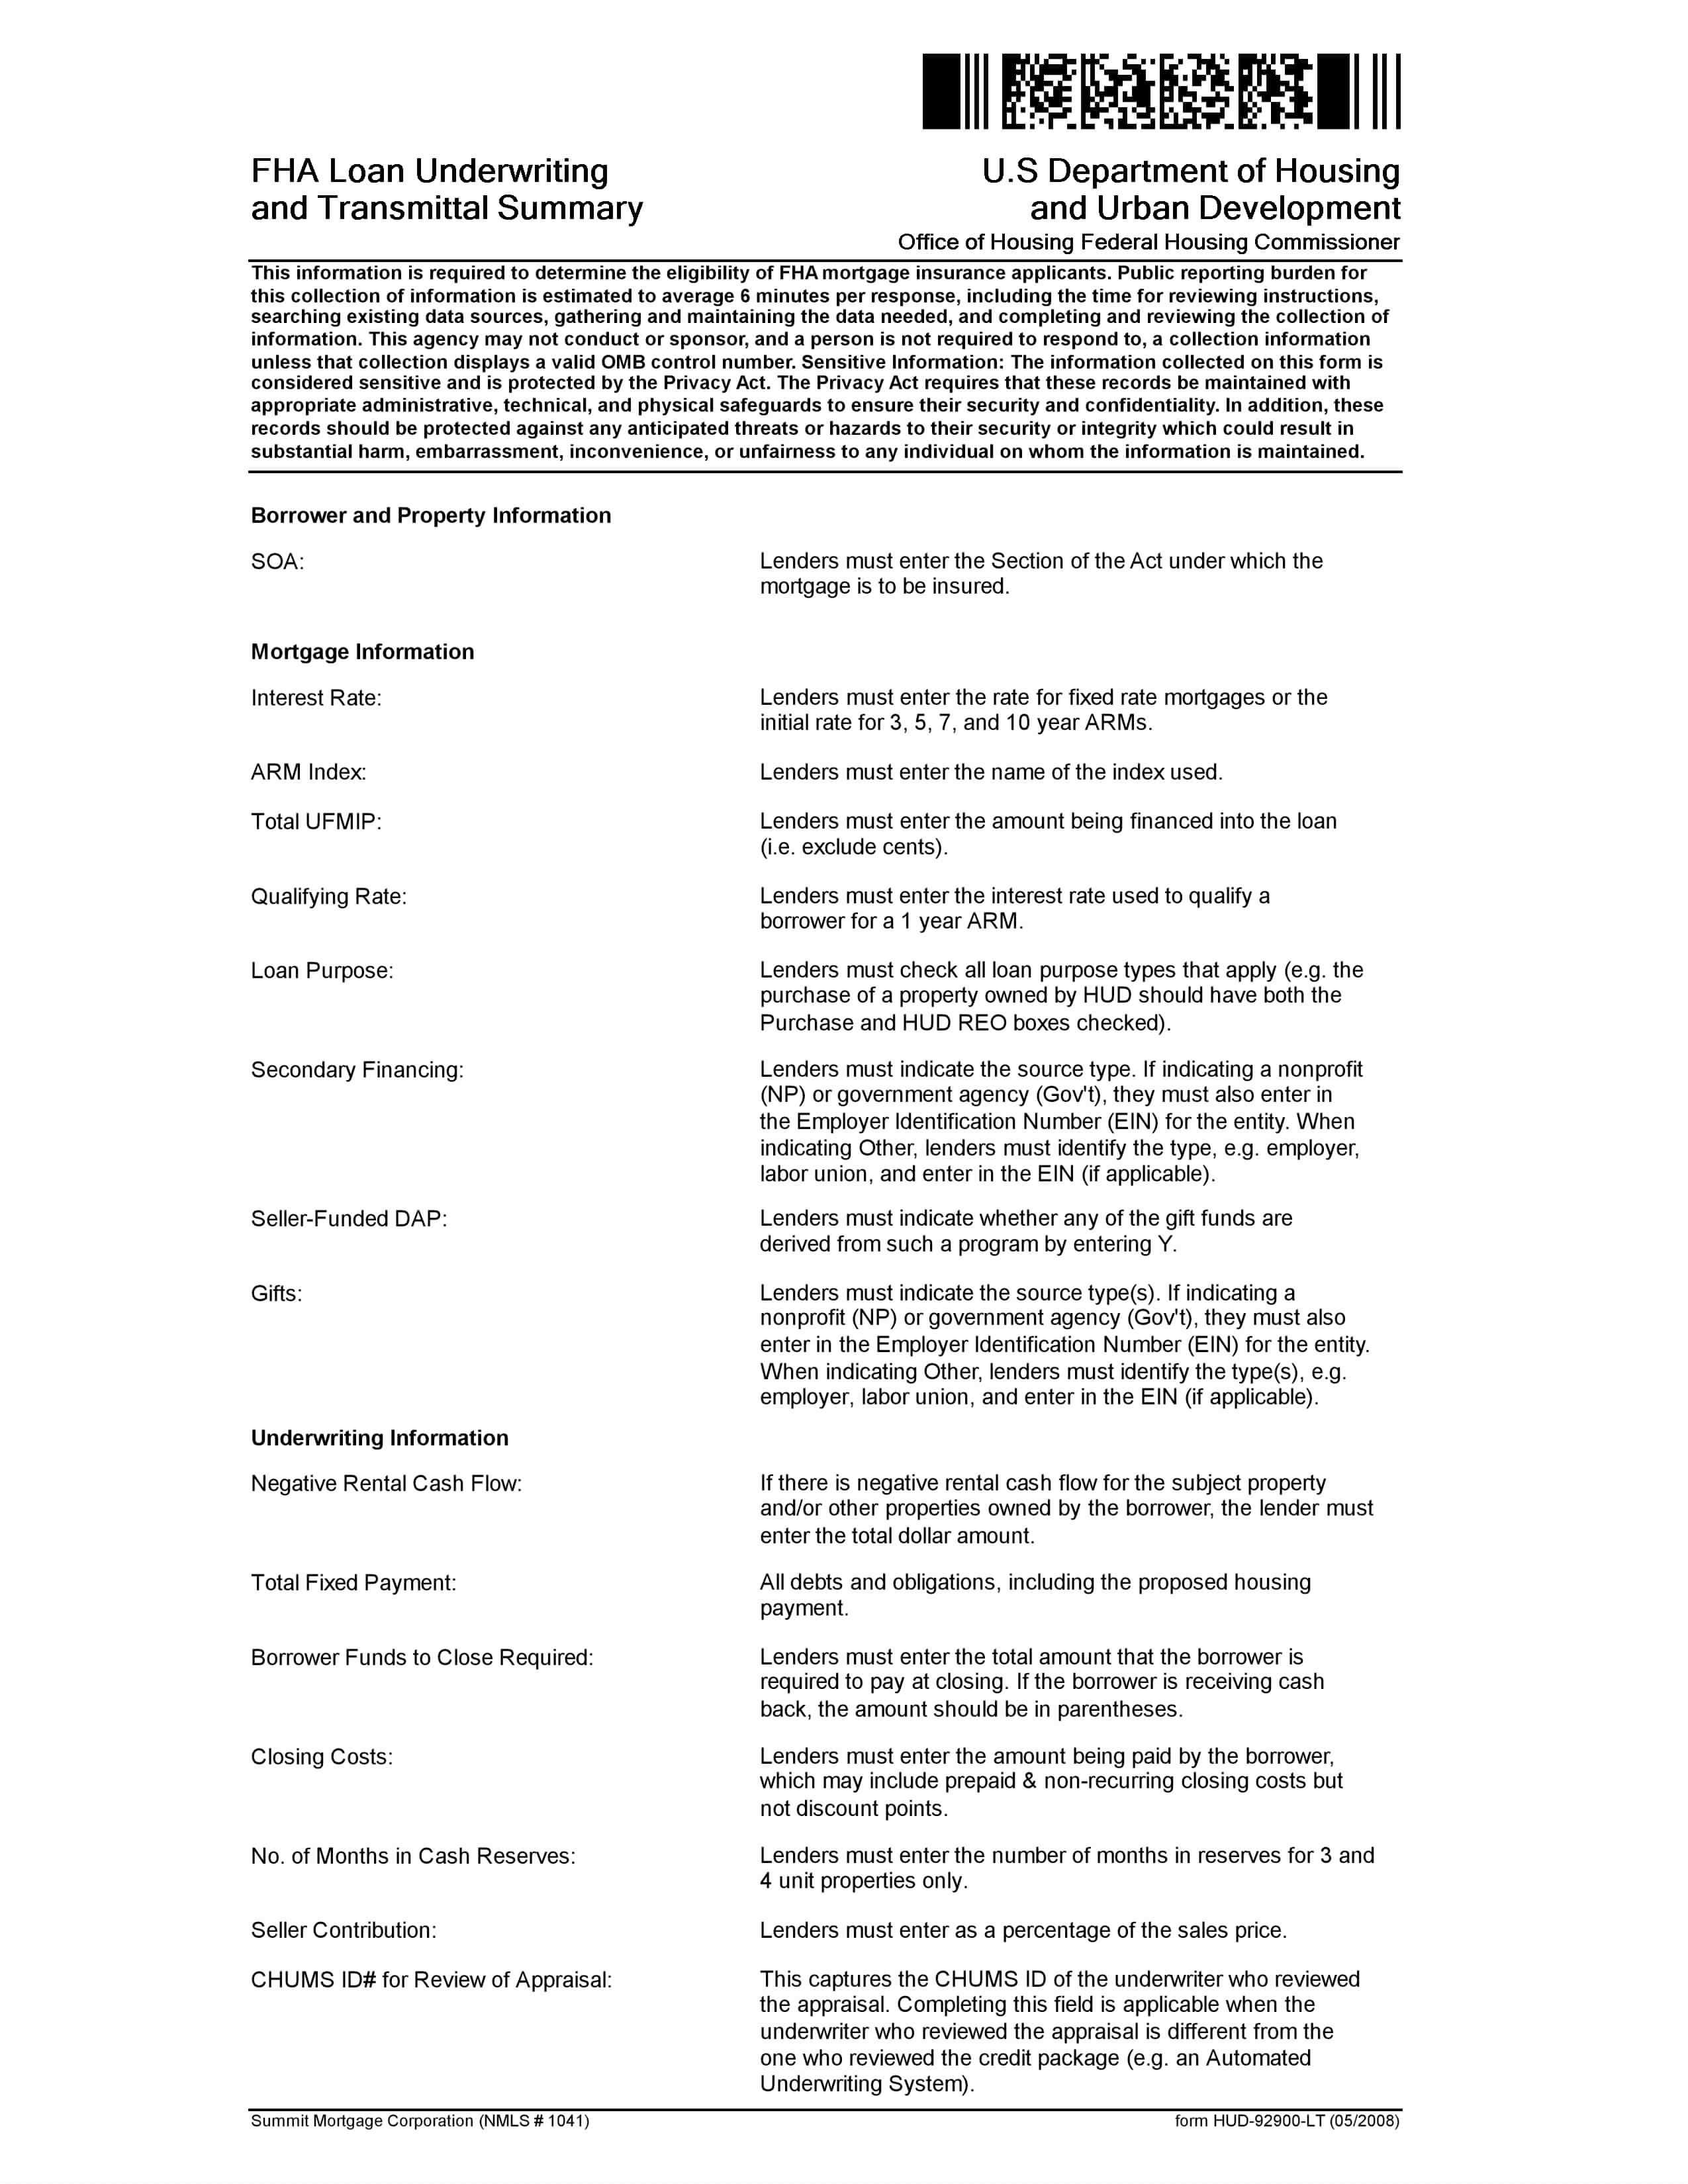 FHA Loan Underwriting
and Transmittal Summary
U.S Department of Housing
and Urban Development
Office of Housing Federal Housing Commissioner
This information is required to determine the eligibility of FHA mortgage insurance applicants. Public reporting burden for
this collection of information is estimated to average 6 minutes per response, including the time for reviewing instructions,
searching existing data sources, gathering and maintaining the data needed, and completing and reviewing the collection of
information. This agency may not conduct or sponsor, and a person is not required to respond to, a collection information
unless that collection displays a valid OMB control number. Sensitive Information: The information collected on this form is
considered sensitive and is protected by the Privacy Act. The Privacy Act requires that these records be maintained with
appropriate administrative, technical, and physical safeguards to ensure their security and confidentiality. In addition, these
records should be protected against any anticipated threats or hazards to their security or integrity which could result in
substantial harm, embarrassment, inconvenience, or unfairness to any individual on whom the information is maintained.
Borrower and Property Information
SOA:
Lenders must enter the Section of the Act under which the
mortgage is to be insured.
Mortgage Information
Interest Rate:
Lenders must enter the rate for fixed rate mortgages or the
initial rate for 3, 5, 7, and 10 year ARMs.
ARM Index:
Lenders must enter the name of the index used.
Total UFMIP:
Lenders must enter the amount being financed into the loan
(i.e. exclude cents).
Qualifying Rate:
Lenders must enter the interest rate used to qualify a
borrower for a 1 year ARM.
Loan Purpose:
Lenders must check all loan purpose types that apply (e.g. the
purchase of a property owned by HUD should have both the
Purchase and HUD REO boxes checked).
Secondary Financing:
Lenders must indicate the source type. If indicating a nonprofit
(NP) or government agency (Gov't), they must also enter in
the Employer Identification Number (EIN) for the entity. When
indicating Other, lenders must identify the type, e.g. employer,
labor union, and enter in the EIN (if applicable).
Seller-Funded DAP:
Lenders must indicate whether any of the gift funds are
derived from such a program by entering Y.
Gifts:
Lenders must indicate the source type(s). If indicating a
nonprofit (NP) or government agency (Gov't), they must also
enter in the Employer Identification Number (EIN) for the entity.
When indicating Other, lenders must identify the type(s), e.g.
employer, labor union, and enter in the EIN (if applicable).
Underwriting Information
Negative Rental Cash Flow:
If there is negative rental cash flow for the subject property
and/or other properties owned by the borrower, the lender must
enter the total dollar amount.
Total Fixed Payment:
All debts and obligations, including the proposed housing
payment.
Borrower Funds to Close Required:
Lenders must enter the total amount that the borrower is
required to pay at closing. If the borrower is receiving cash
back, the amount should be in parentheses.
Closing Costs:
Lenders must enter the amount being paid by the borrower,
which may include prepaid & non-recurring closing costs but
not discount points.
No. of Months in Cash Reserves:
Lenders must enter the number of months in reserves for 3 and
4 unit properties only.
Seller Contribution:
Lenders must enter as a percentage of the sales price.
CHUMS ID# for Review of Appraisal:
This captures the CHUMS ID of the underwriter who reviewed
the appraisal. Completing this field is applicable when the
underwriter who reviewed the appraisal is different from the
one who reviewed the credit package (e.g. an Automated
Underwriting System).
Summit Mortgage Corporation (NMLS # 1041)
form HUD-92900-LT (05/2008)